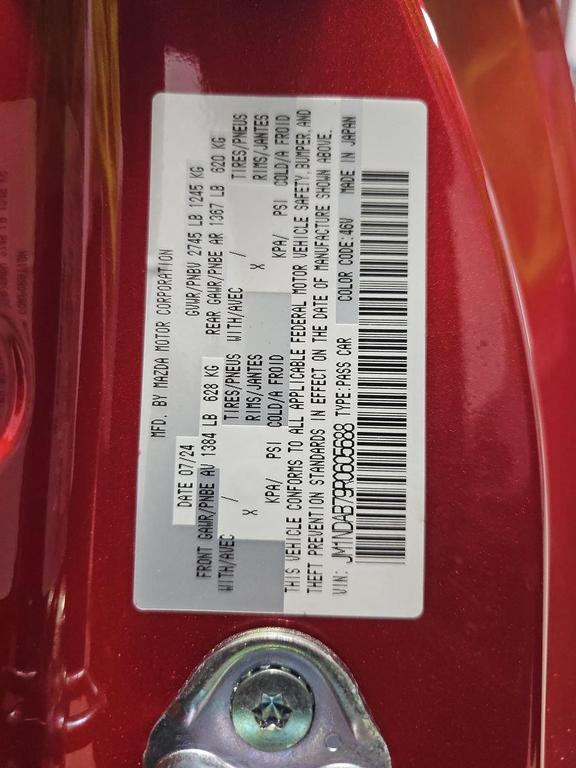 MFD. BY MAZDA MOTOR CORPORATION
DATE 07/24 GVWR/PNBV 2745 LB 1245 KG
FRONT GAWR/PNBE AV 1384 LB 628 KG REAR GAWR/PNBE AR 1367 LB 620 KG
WITH/AVEC TIRES/PNEUS WITH/AVEC TIRES/PNEUS
/ RIMS/JANTES / RIMS/JANTES
X X
KPA/ PSI COLD/A FROID KPA/ PSI COLD/A FROID
THIS VEHICLE CONFORMS TO ALL APPLICABLE FEDERAL MOTOR VEHICLE SAFETY, BUMPER, AND
THEFT PREVENTION STANDARDS IN EFFECT ON THE DATE OF MANUFACTURE SHOWN ABOVE.
VIN: JM1NDAB79R0605688 TYPE:PASS CAR COLOR CODE:46V MADE IN JAPAN